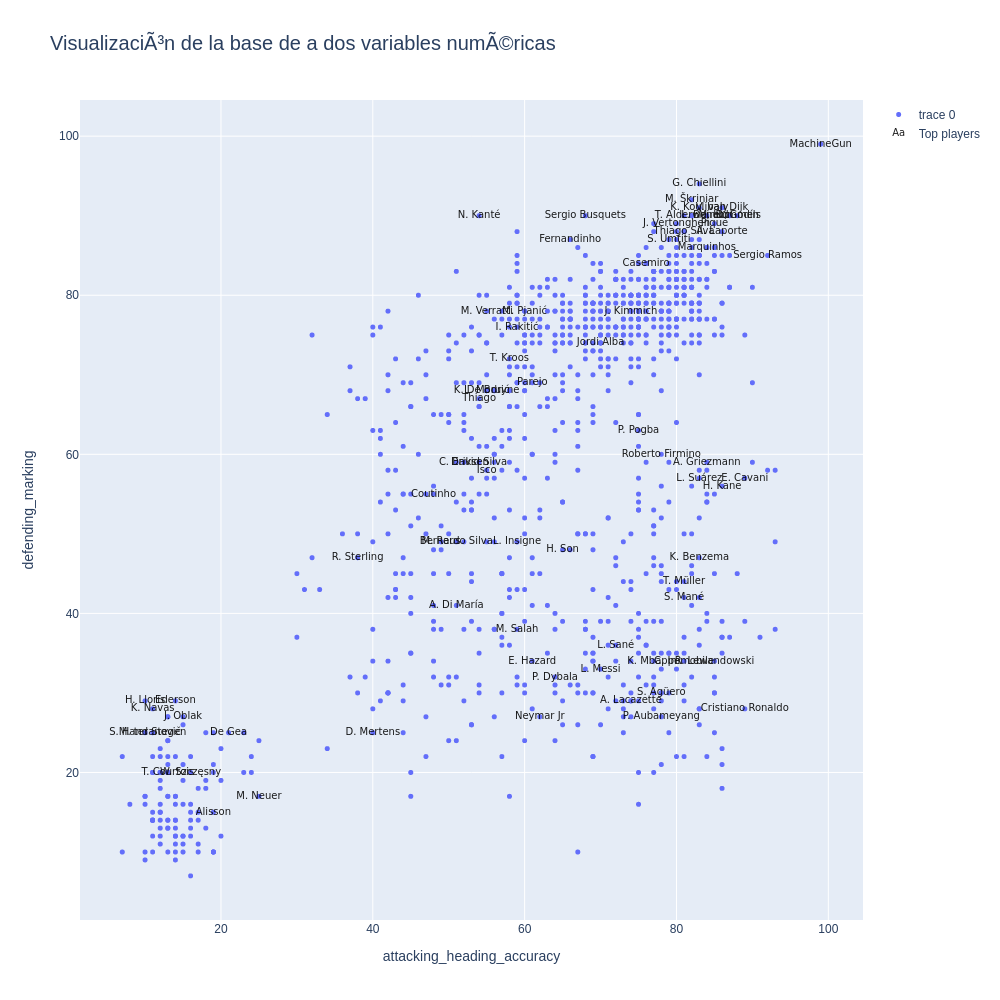 VisualizaciÃ³n de la base de a dos variables numÃ©ricas
trace 0
Aa Top players
MachineGun
G. Chiellini
M. Škriniar
N. Kanté
Sergio Busquets
J. Vertonghen
Piqué
Thiago Silva
A. Laporte
Fernandinho
S. Umtiti
Marquinhos
Sergio Ramos
Casemiro
M. Verratti
M. Pjanić
J. Kimmich
I. Rakitić
Jordi Alba
T. Kroos
Parejo
Thiago
P. Pogba
Roberto Firmino
A. Griezmann
Isco
L. Suárez
E. Cavani
H. Kane
Coutinho
L. Insigne
H. Son
R. Sterling
K. Benzema
T. Müller
S. Mané
A. Di María
M. Salah
L. Sané
E. Hazard
L. Messi
P. Dybala
S. Agüero
A. Lacazette
H. Lloris
Ederson
K. Navas
J. Oblak
Neymar Jr
P. Aubameyang
Cristiano Ronaldo
De Gea
D. Mertens
M. Neuer
Alisson
100
80
60
40
20
20
40
60
80
100
defending_marking
attacking_heading_accuracy